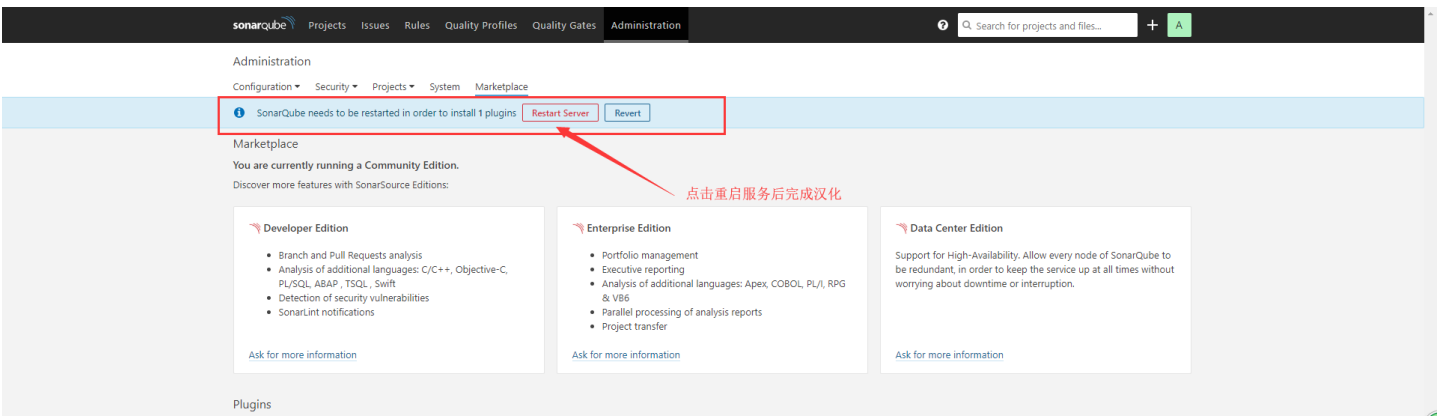 sonarqube Projects Issues Rules Quality Profiles Quality Gates Administration Search for projects and files... A
Administration
Configuration Security Projects System Marketplace
SonarQube needs to be restarted in order to install 1 plugins Restart Server Revert
Marketplace
You are currently running a Community Edition.
Discover more features with SonarSource Editions:
点击重启服务后完成汉化
Developer Edition
Branch and Pull Requests analysis
Analysis of additional languages: C/C++, Objective-C,
PL/SQL, ABAP , TSQL , Swift
Detection of security vulnerabilities
SonarLint notifications
Ask for more information
Enterprise Edition
Portfolio management
Executive reporting
Analysis of additional languages: Apex, COBOL, PL/I, RPG
& VB6
Parallel processing of analysis reports
Project transfer
Ask for more information
Data Center Edition
Support for High-Availability. Allow every node of SonarQube to
be redundant, in order to keep the service up at all times without
worrying about downtime or interruption.
Ask for more information
Plugins